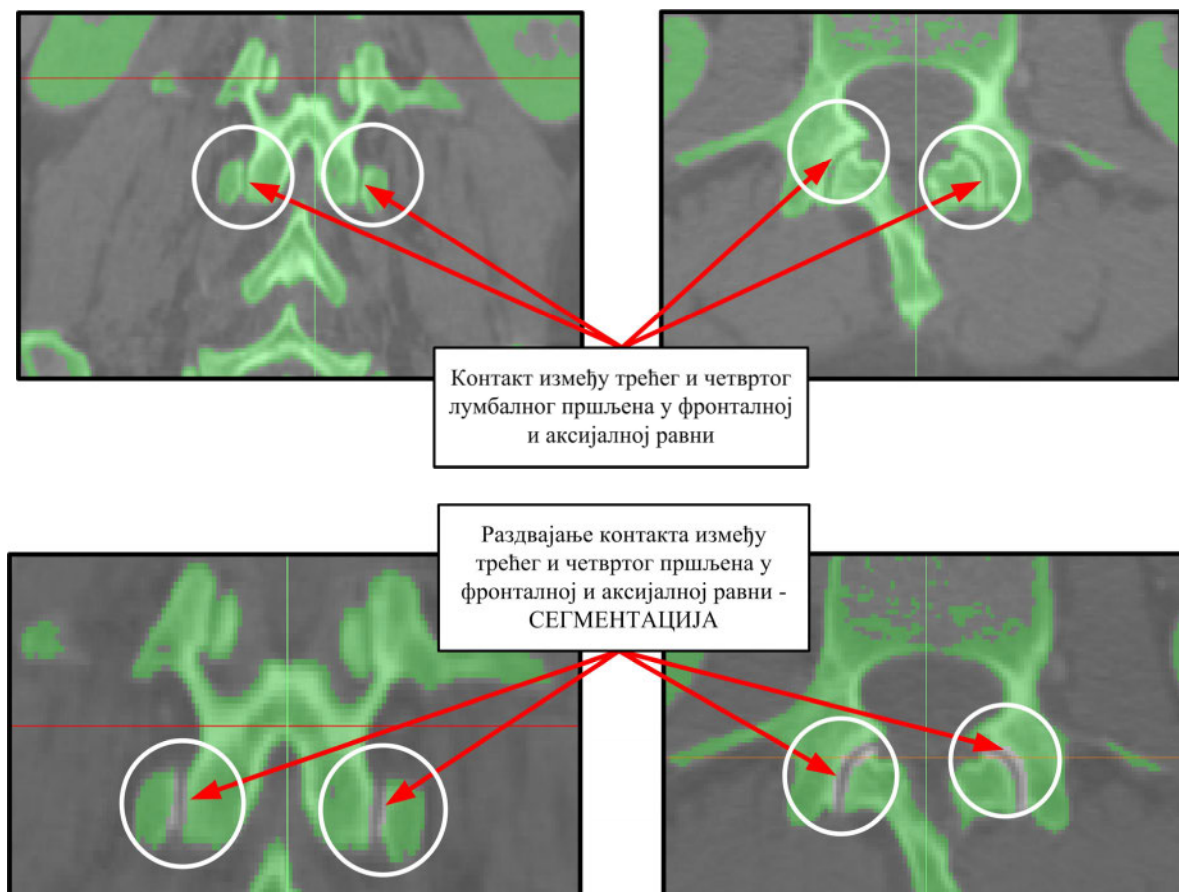 Контакт између трећег и четвртог
лумбалног пршљена у фронталној
и аксијалној равни
Раздвајање контакта између
трећег и четвртог пршљена у
фронталној и аксијалној равни -
СЕГМЕНТАЦИЈА